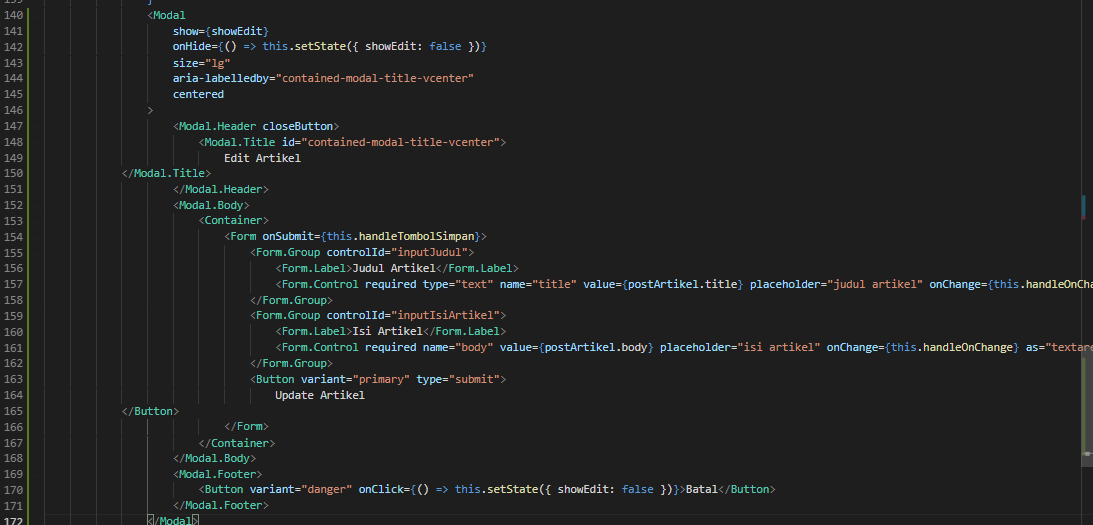 139 }
140 <Modal
141 show={showEdit}
142 onHide={() => this.setState({ showEdit: false })}
143 size="lg"
144 aria-labelledby="contained-modal-title-vcenter"
145 centered
146 >
147 <Modal.Header closeButton>
148 <Modal.Title id="contained-modal-title-vcenter">
149 Edit Artikel
150 </Modal.Title>
151 </Modal.Header>
152 <Modal.Body>
153 <Container>
154 <Form onSubmit={this.handleTombolSimpan}>
155 <Form.Group controlId="inputJudul">
156 <Form.Label>Judul Artikel</Form.Label>
157 <Form.Control required type="text" name="title" value={postArtikel.title} placeholder="judul artikel" onChange={this.handleOnCha
158 </Form.Group>
159 <Form.Group controlId="inputIsiArtikel">
160 <Form.Label>Isi Artikel</Form.Label>
161 <Form.Control required name="body" value={postArtikel.body} placeholder="isi artikel" onChange={this.handleOnChange} as="textare
162 </Form.Group>
163 <Button variant="primary" type="submit">
164 Update Artikel
165 </Button>
166 </Form>
167 </Container>
168 </Modal.Body>
169 <Modal.Footer>
170 <Button variant="danger" onClick={() => this.setState({ showEdit: false })}>Batal</Button>
171 </Modal.Footer>
172 </Modal>